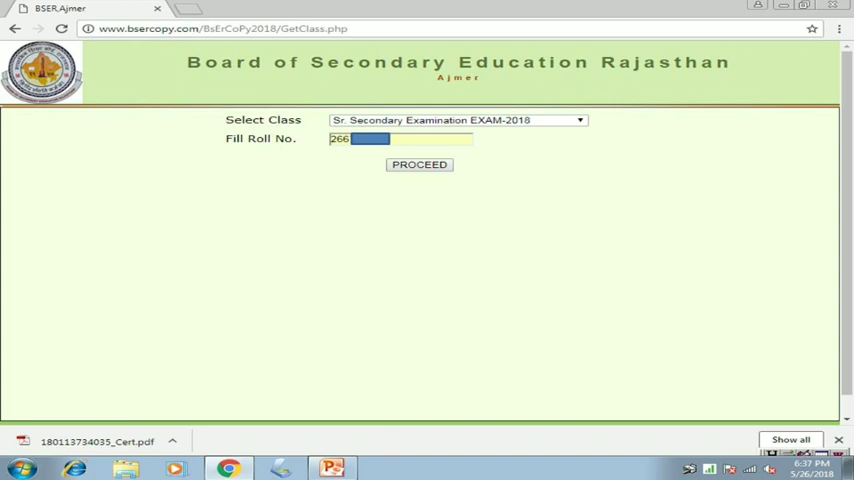 BSER,Ajmer
www.bsercopy.com/BsErCoPy2018/GetClass.php
Board of Secondary Education Rajasthan
Ajmer
Select Class
Sr. Secondary Examination EXAM-2018
Fill Roll No.
266
PROCEED
180113734035_Cert.pdf
Show all
6:37 PM
5/26/2018